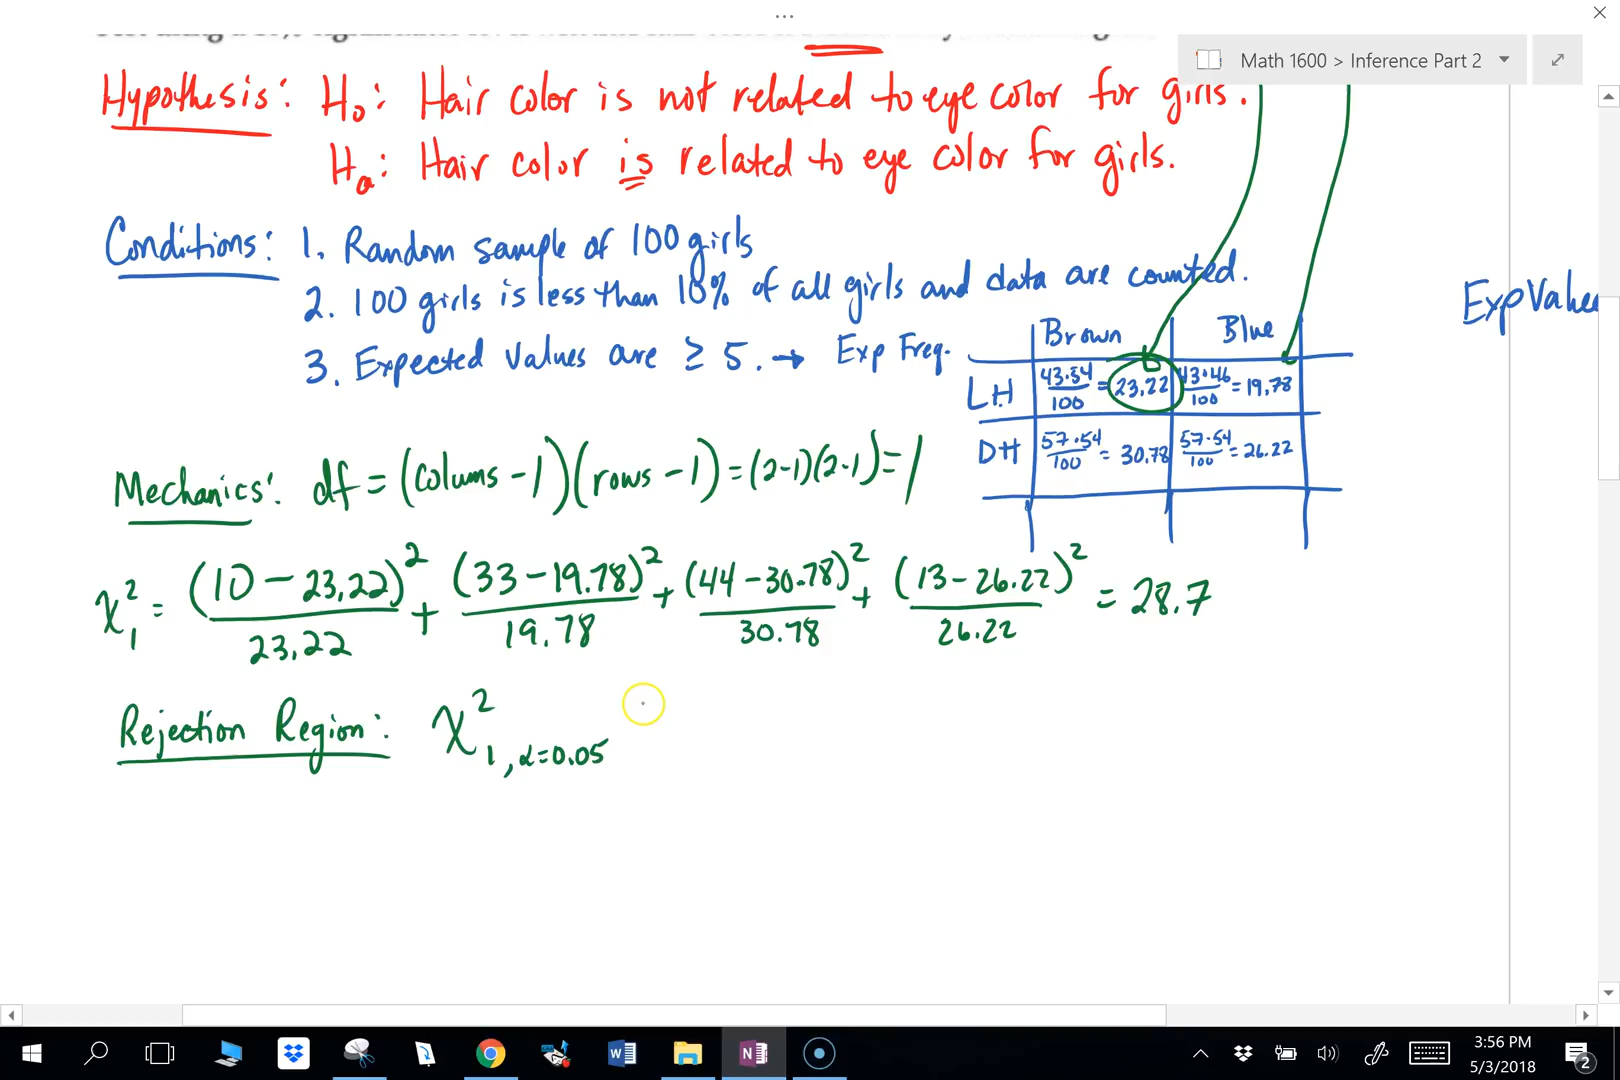 ...
Math 1600 > Inference Part 2
Hypothesis: H₀: Hair color is not related to eye color for girls.
Hₐ: Hair color is related to eye color for girls.
Conditions: 1. Random sample of 100 girls
2. 100 girls is less than 10% of all girls and data are counted.
3. Expected values are ≥ 5. → Exp Freq.
Exp Value
Brown Blue
LH 43·54/100 = 23.22 43·46/100 = 19.78
DH 57·54/100 = 30.78 57·54/100 = 26.22
Mechanics: df = (colums - 1)(rows - 1) = (2-1)(2-1) = 1
χ²₁ = (10 - 23.22)²/23.22 + (33 - 19.78)²/19.78 + (44 - 30.78)²/30.78 + (13 - 26.22)²/26.22 = 28.7
Rejection Region: χ²₁,α=0.05
3:56 PM
5/3/2018
2